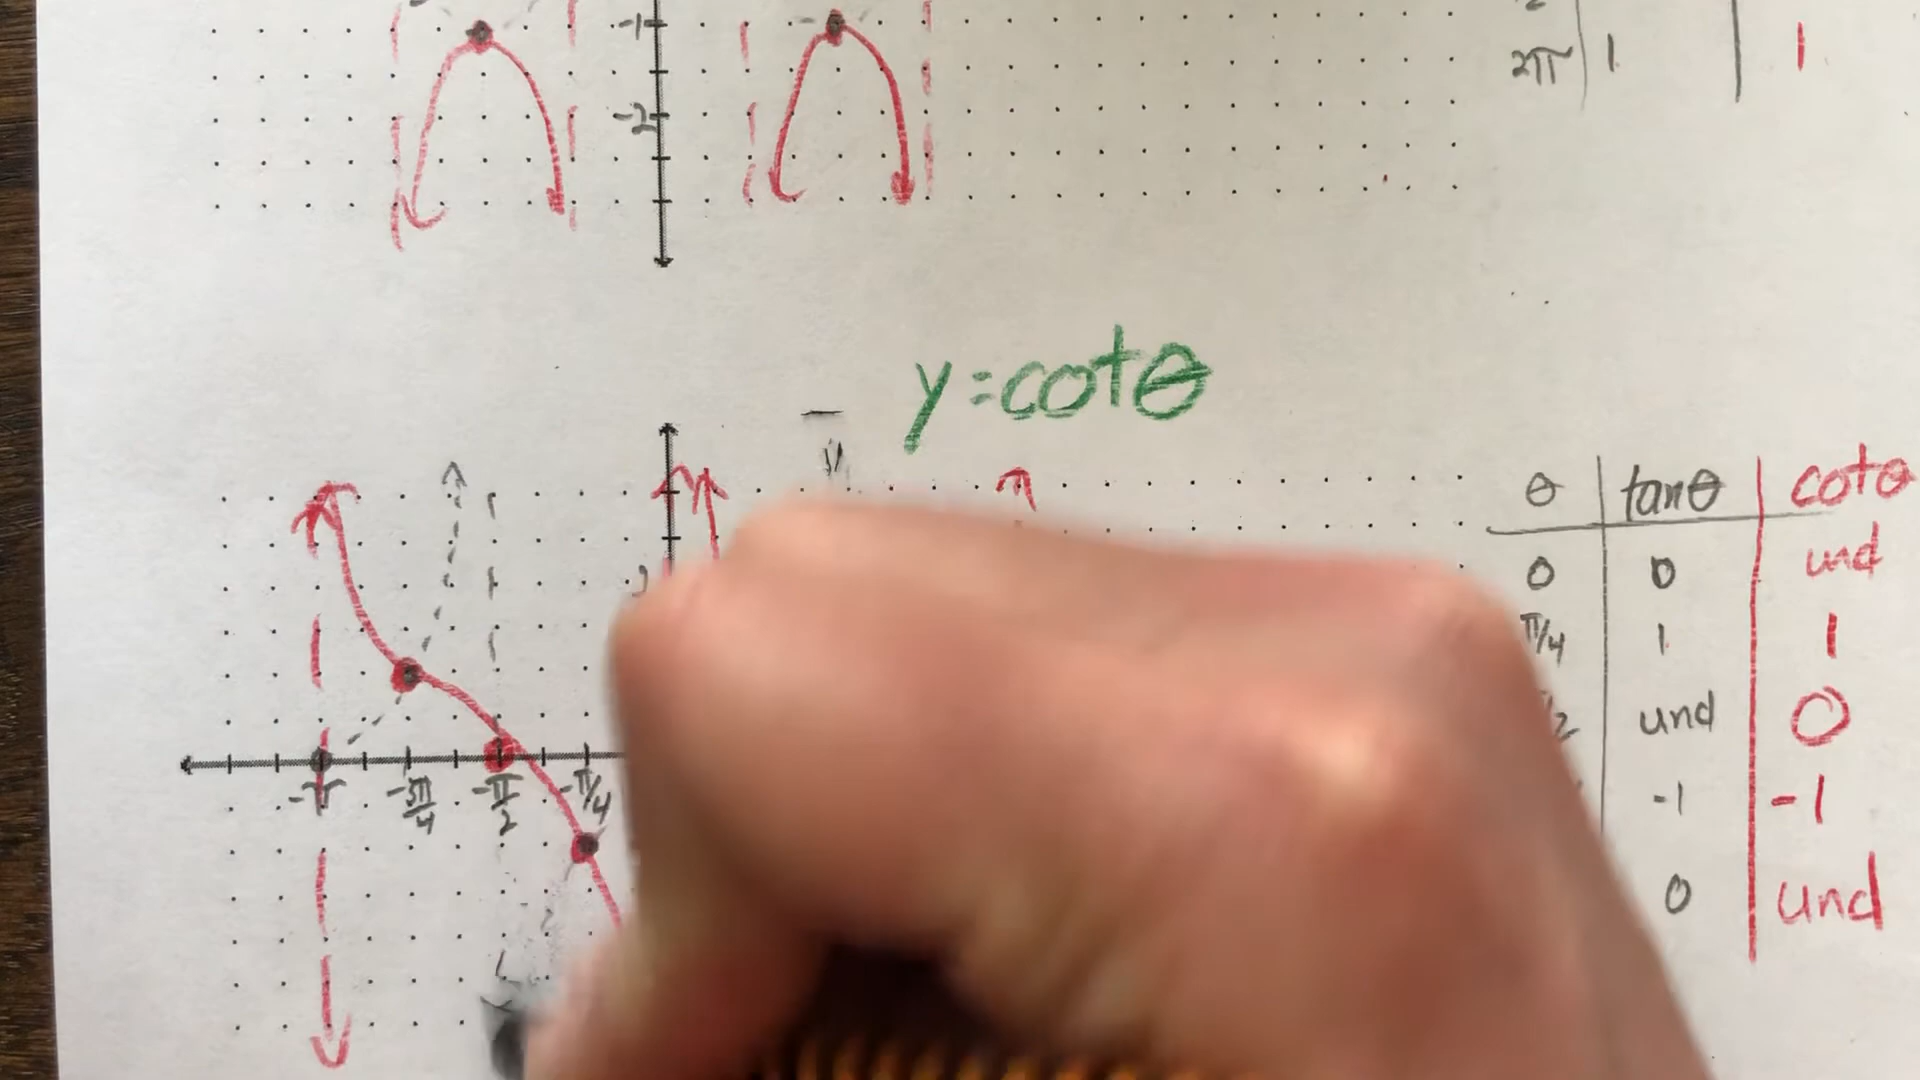 -1
2π 1 1
-2
y=cotθ
θ tanθ cotθ
0 0 und
π/4 1 1
und 0
-1 -1
0 und
-π -3π/4 -π/2 -π/4